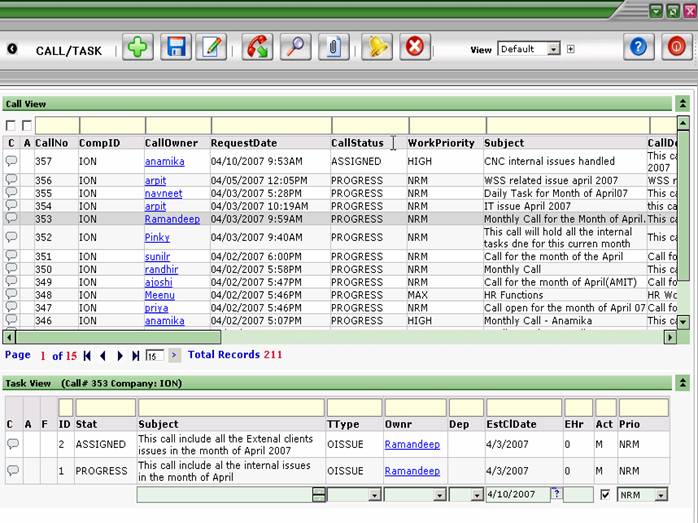 CALL/TASK View Default
Call View
C A CallNo CompID CallOwner RequestDate CallStatus WorkPriority Subject CallDe
357 ION anamika 04/10/2007 9:53AM ASSIGNED HIGH CNC internal issues handled This ca
2007
356 ION arpit 04/05/2007 12:05PM PROGRESS NRM WSS related issue april 2007 WSS r
355 ION navneet 04/03/2007 5:28PM PROGRESS NRM Daily Task for Month of April07 This ca
354 ION arpit 04/03/2007 10:19AM PROGRESS NRM IT issue April 2007 this ca
353 ION Ramandeep 04/03/2007 9:59AM PROGRESS NRM Monthly Call for the Month of April. This ca
352 ION Pinky 04/03/2007 9:40AM PROGRESS NRM This call will hold all the internal This ca
tasks dne for this curren month
351 ION sunilr 04/02/2007 6:00PM PROGRESS NRM Call for the month of the April Call fo
350 ION randhir 04/02/2007 5:58PM PROGRESS NRM Monthly Call This ca
349 ION ajoshi 04/02/2007 5:47PM PROGRESS NRM Call for the month of April(AMIT) Call fo
348 ION Meenu 04/02/2007 5:46PM PROGRESS MAX HR Functions HR Wo
347 ION priya 04/02/2007 5:46PM PROGRESS NRM Call open for the month of April 07 Call fo
346 ION anamika 04/02/2007 5:07PM PROGRESS HIGH Monthly Call - Anamika This ca
Page 1 of 15 15 > Total Records 211
Task View (Call# 353 Company: ION)
C A F ID Stat Subject TType Ownr Dep EstClDate EHr Act Prio
2 ASSIGNED This call include all the Extenal clients OISSUE Ramandeep 4/3/2007 0 M NRM
issues in the month of April 2007
1 PROGRESS This call include al the internal issues OISSUE Ramandeep 4/3/2007 0 M NRM
in the month of April
4/10/2007 ? NRM